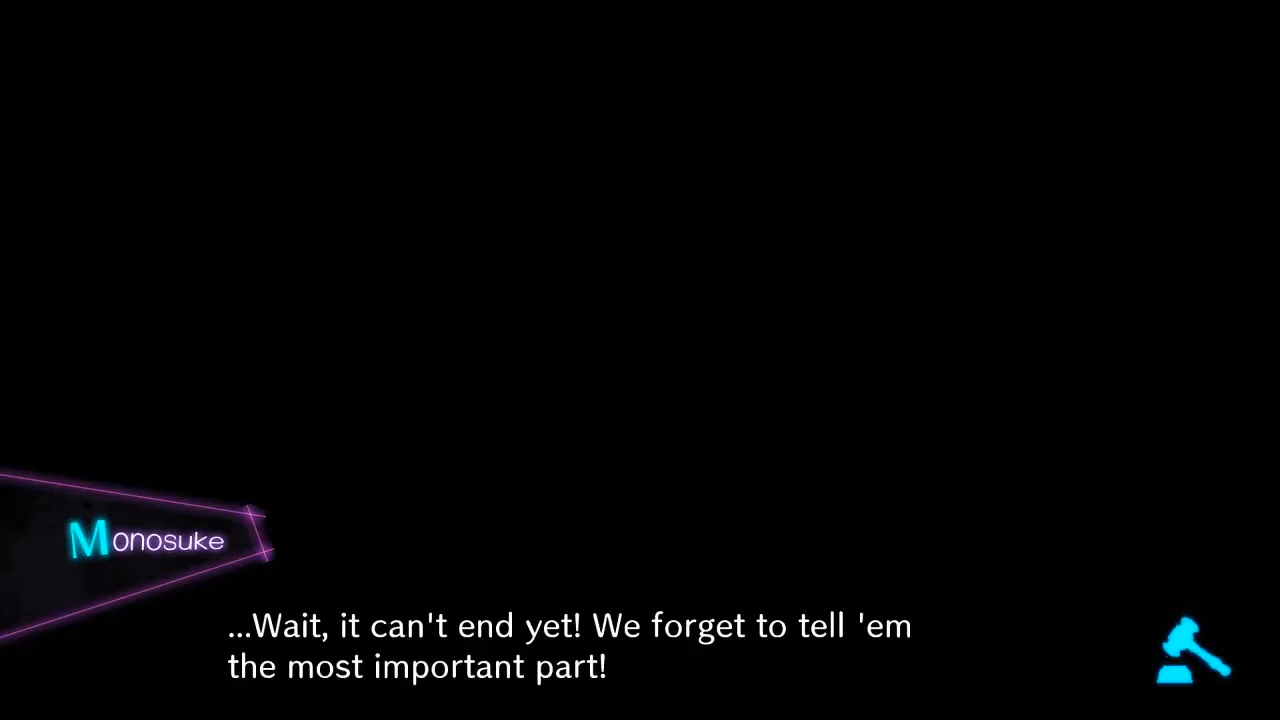 Monosuke
...Wait, it can't end yet! We forget to tell 'em
the most important part!